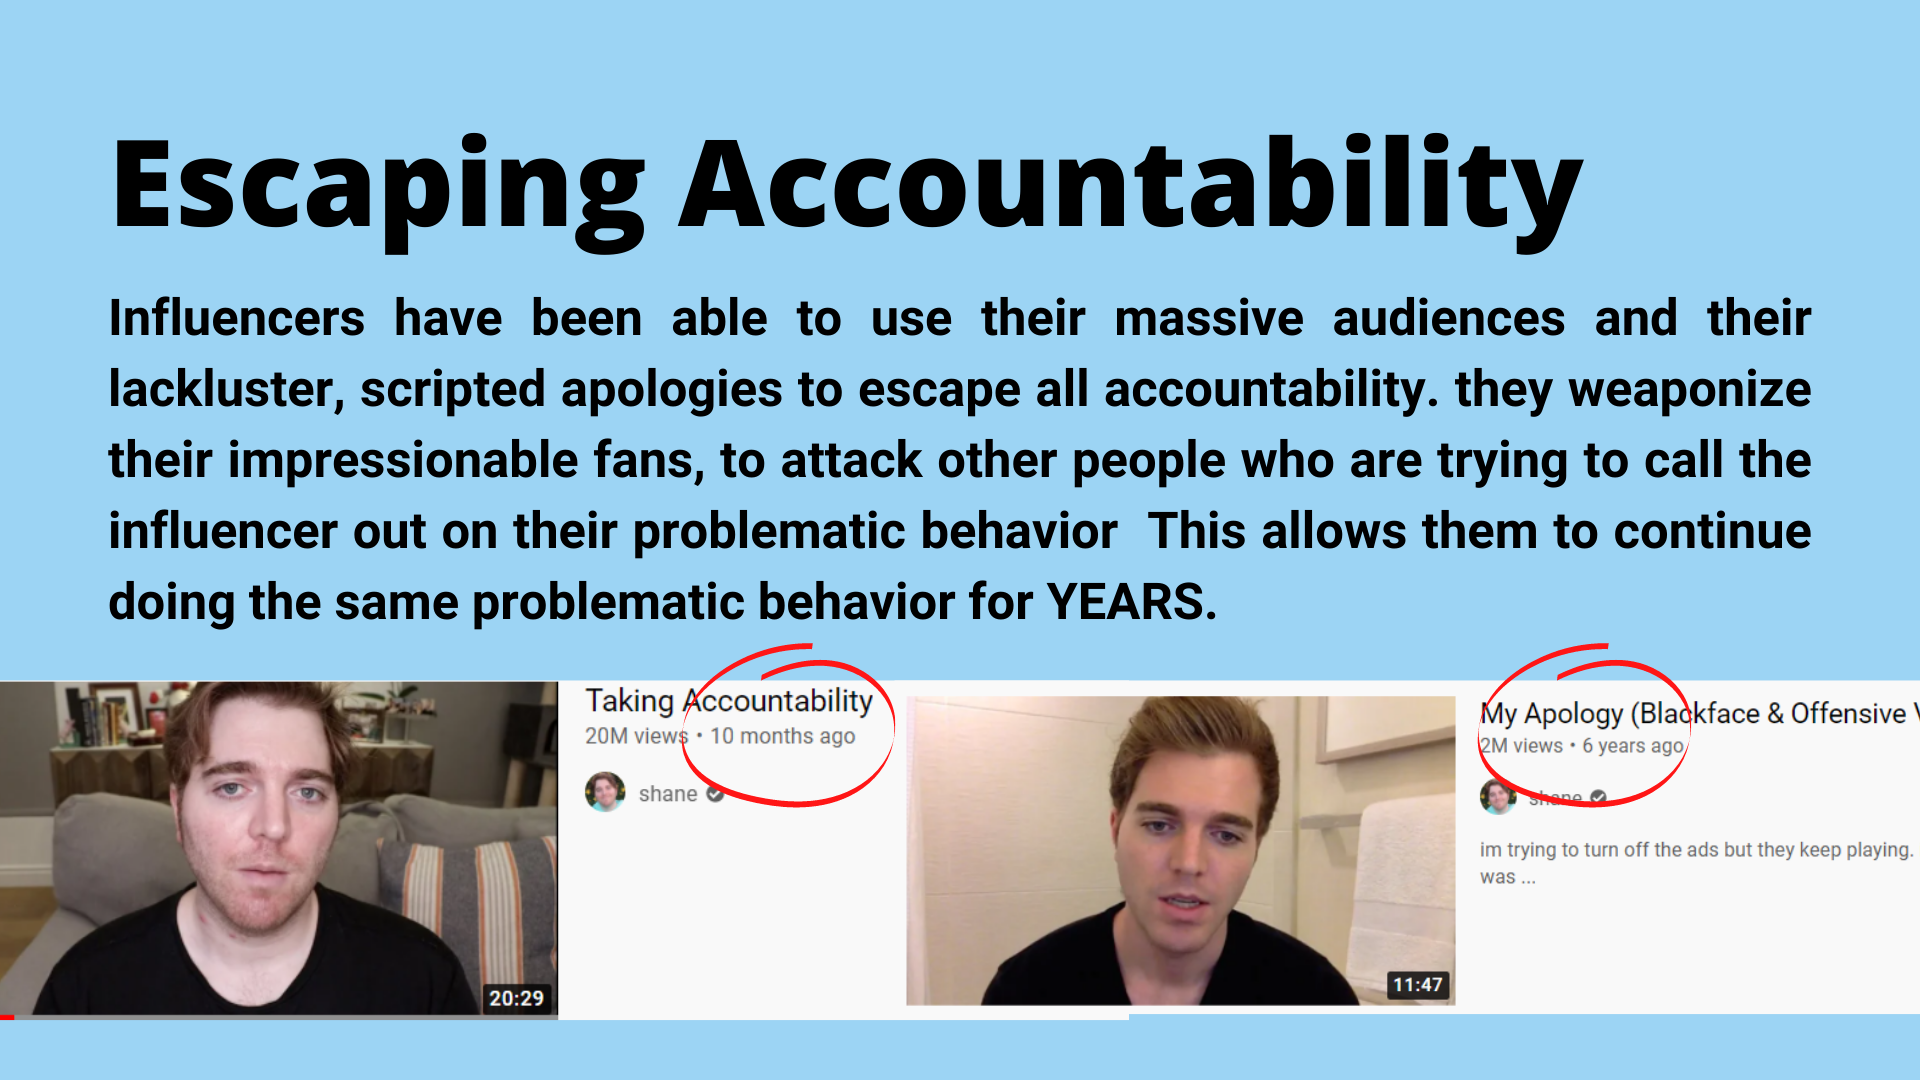 Escaping Accountability
Influencers have been able to use their massive audiences and their
lackluster, scripted apologies to escape all accountability. they weaponize
their impressionable fans, to attack other people who are trying to call the
influencer out on their problematic behavior  This allows them to continue
doing the same problematic behavior for YEARS.
Taking Accountability
20M views • 10 months ago
shane
20:29
My Apology (Blackface & Offensive V
2M views • 6 years ago
shane
im trying to turn off the ads but they keep playing.
was ...
11:47